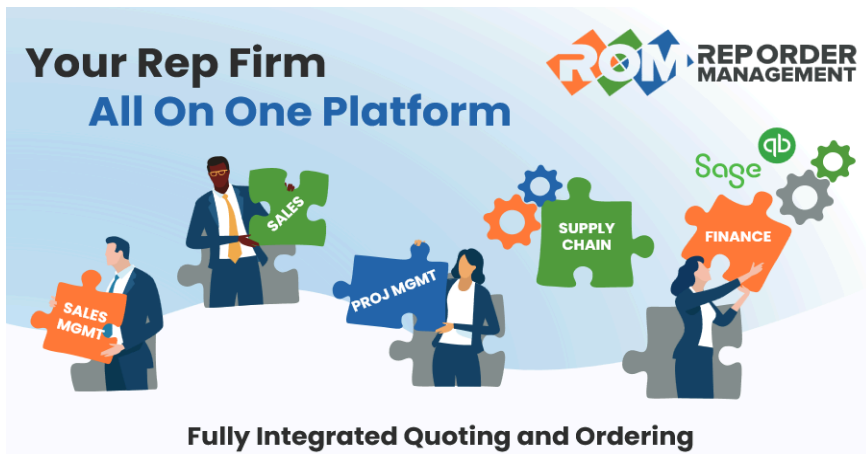 Your Rep Firm
All On One Platform
ROM
REP ORDER
MANAGEMENT
Sage
qb
SALES
SUPPLY
CHAIN
FINANCE
PROJ MGMT
SALES
MGMT
Fully Integrated Quoting and Ordering